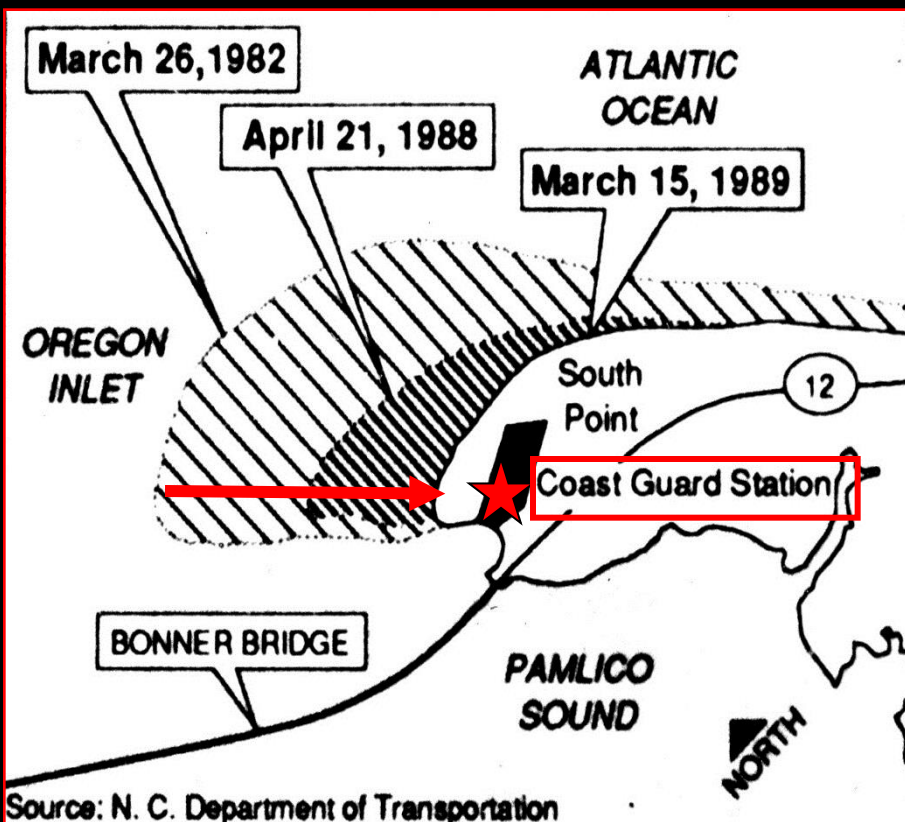 March 26,1982
ATLANTIC
OCEAN
April 21, 1988
March 15, 1989
OREGON
INLET
South
Point
12
Coast Guard Station
BONNER BRIDGE
PAMLICO
SOUND
NORTH
Source: N. C. Department of Transportation